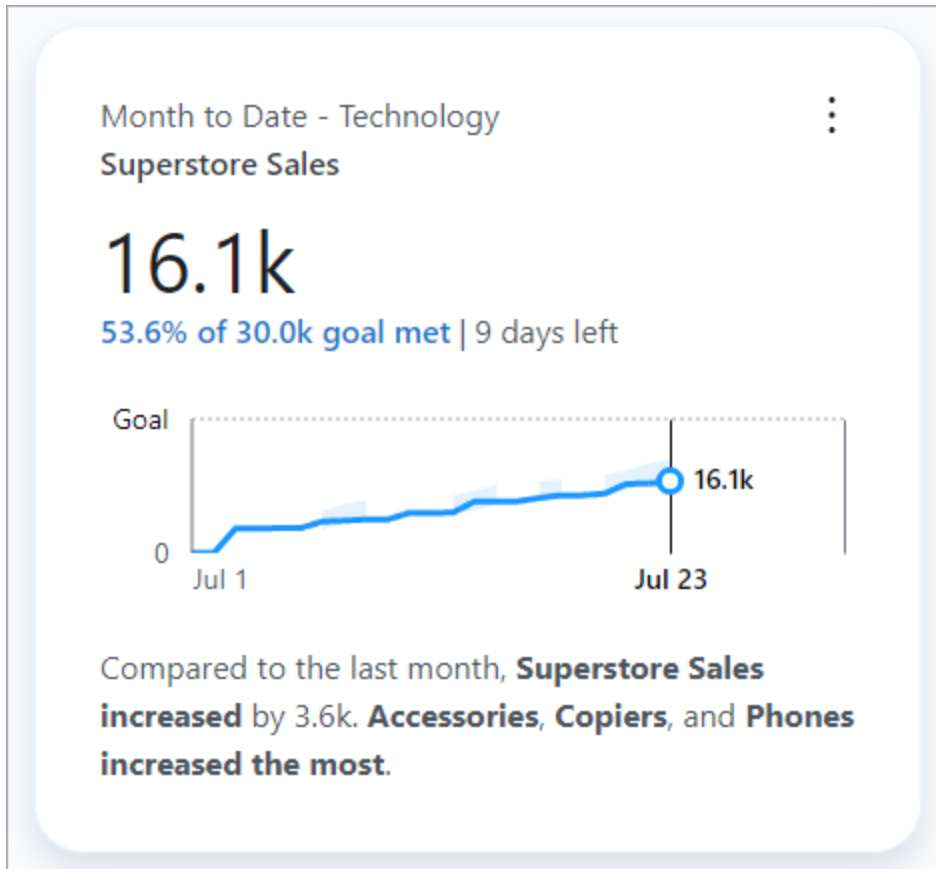 Month to Date - Technology
Superstore Sales
16.1k
53.6% of 30.0k goal met | 9 days left
Goal
16.1k
0
Jul 1
Jul 23
Compared to the last month, Superstore Sales
increased by 3.6k. Accessories, Copiers, and Phones
increased the most.